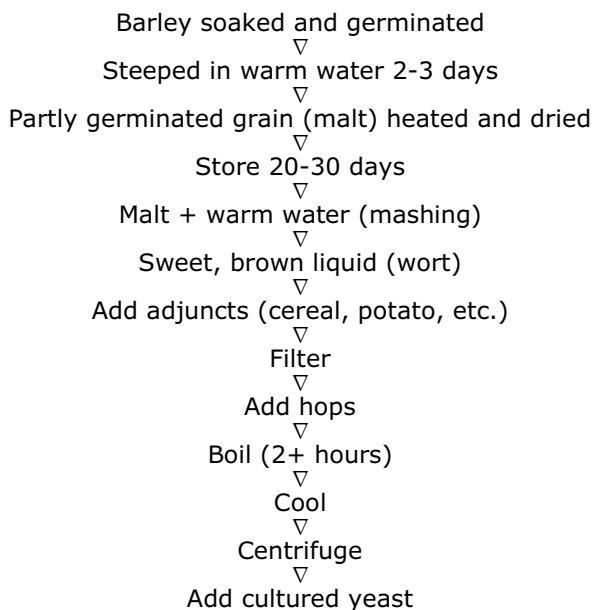 Barley soaked and germinated
∇
Steeped in warm water 2-3 days
∇
Partly germinated grain (malt) heated and dried
∇
Store 20-30 days
∇
Malt + warm water (mashing)
∇
Sweet, brown liquid (wort)
∇
Add adjuncts (cereal, potato, etc.)
∇
Filter
∇
Add hops
∇
Boil (2+ hours)
∇
Cool
∇
Centrifuge
∇
Add cultured yeast